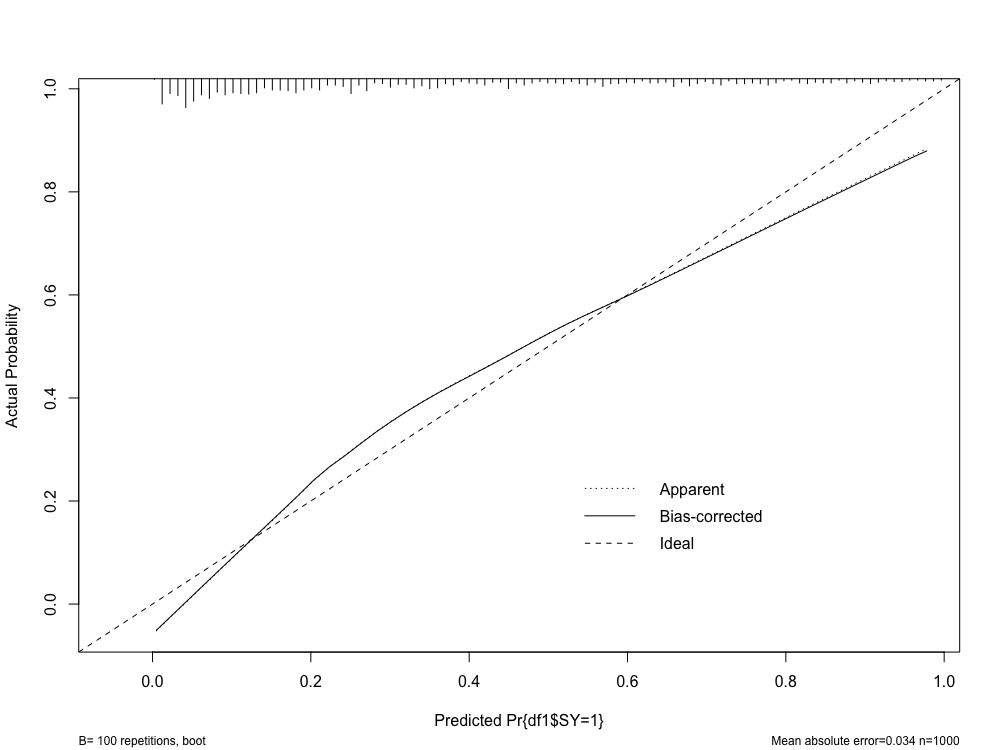 1.0
0.8
0.6
0.4
0.2
0.0
Actual Probability
Apparent
Bias-corrected
Ideal
0.0 0.2 0.4 0.6 0.8 1.0
Predicted Pr{df1$SY=1}
B= 100 repetitions, boot
Mean absolute error=0.034 n=1000